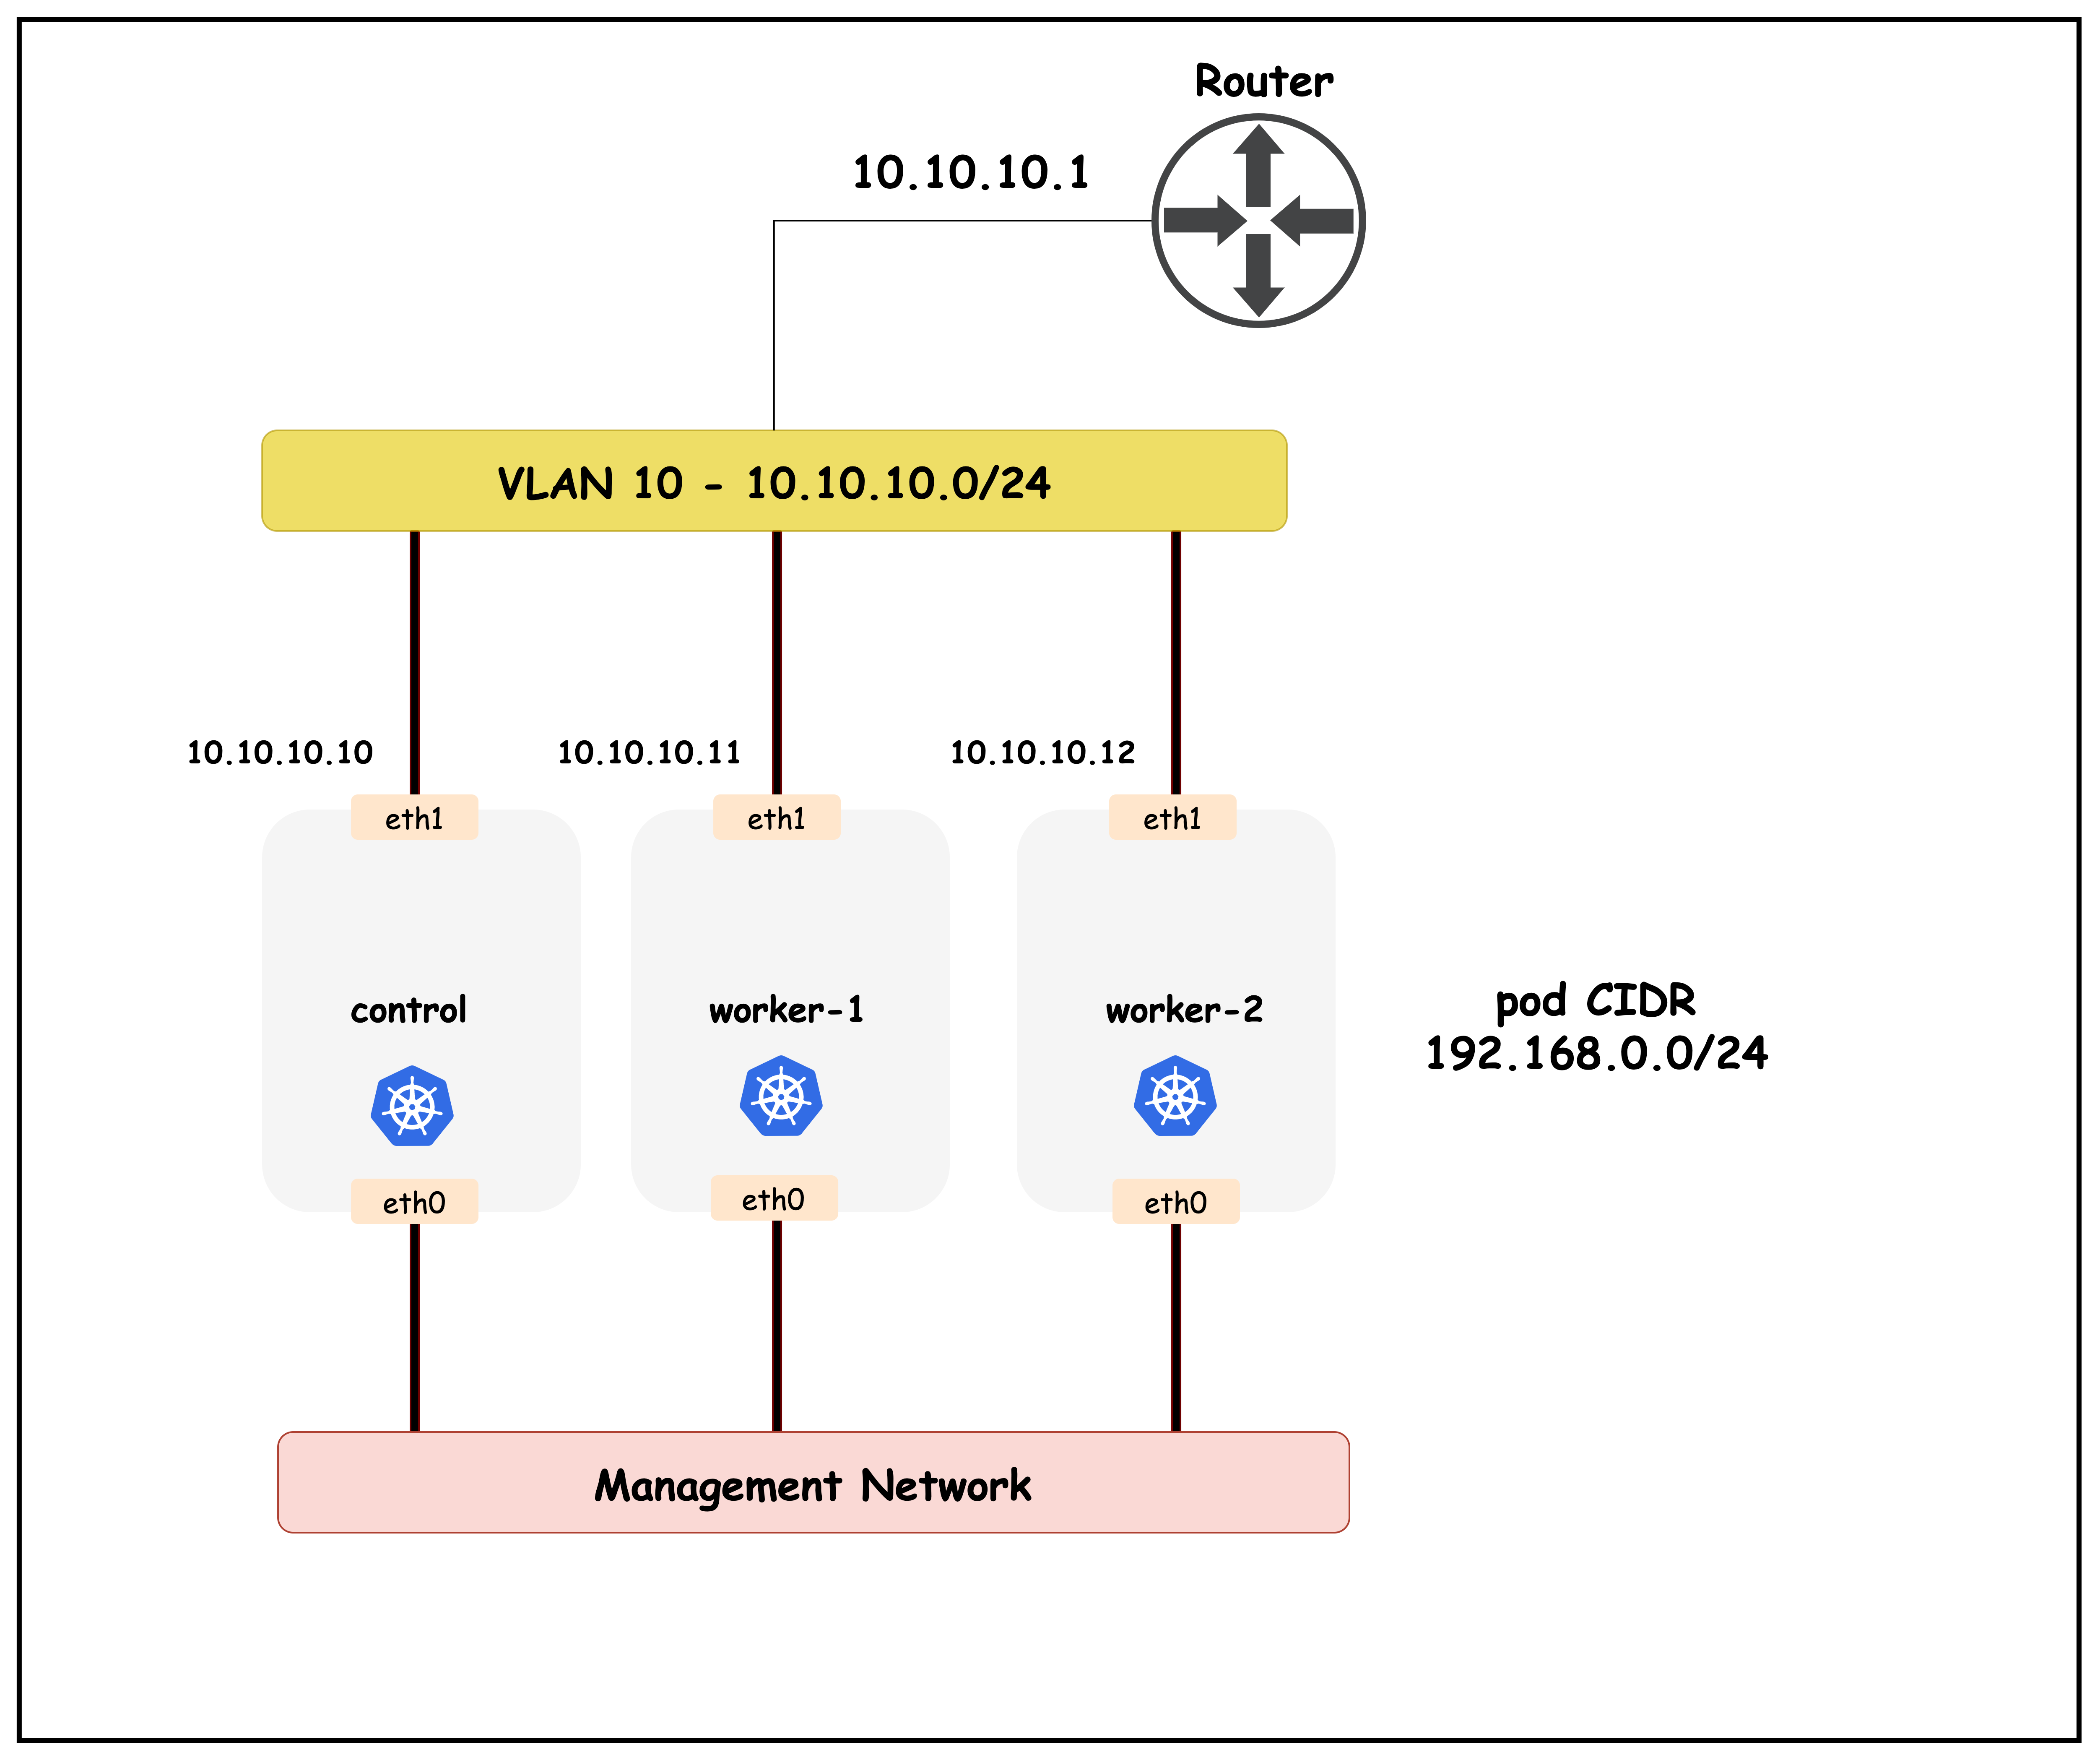 Router
10.10.10.1
VLAN 10 - 10.10.10.0/24
10.10.10.10
10.10.10.11
10.10.10.12
eth1
eth1
eth1
control
worker-1
worker-2
pod CIDR
192.168.0.0/24
eth0
eth0
eth0
Management Network